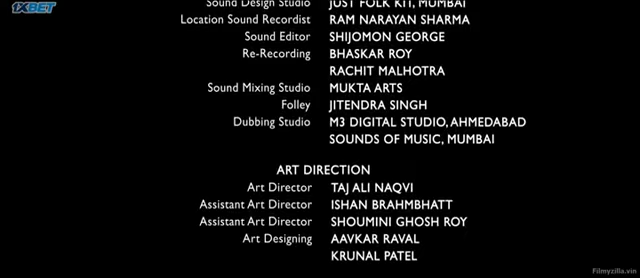 1XBET
Sound Design Studio JUST FOLK KIT, MUMBAI
Location Sound Recordist RAM NARAYAN SHARMA
Sound Editor SHIJOMON GEORGE
Re-Recording BHASKAR ROY
RACHIT MALHOTRA
Sound Mixing Studio MUKTA ARTS
Folley JITENDRA SINGH
Dubbing Studio M3 DIGITAL STUDIO, AHMEDABAD
SOUNDS OF MUSIC, MUMBAI
ART DIRECTION
Art Director TAJ ALI NAQVI
Assistant Art Director ISHAN BRAHMBHATT
Assistant Art Director SHOUMINI GHOSH ROY
Art Designing AAVKAR RAVAL
KRUNAL PATEL
Filmyzilla.vin